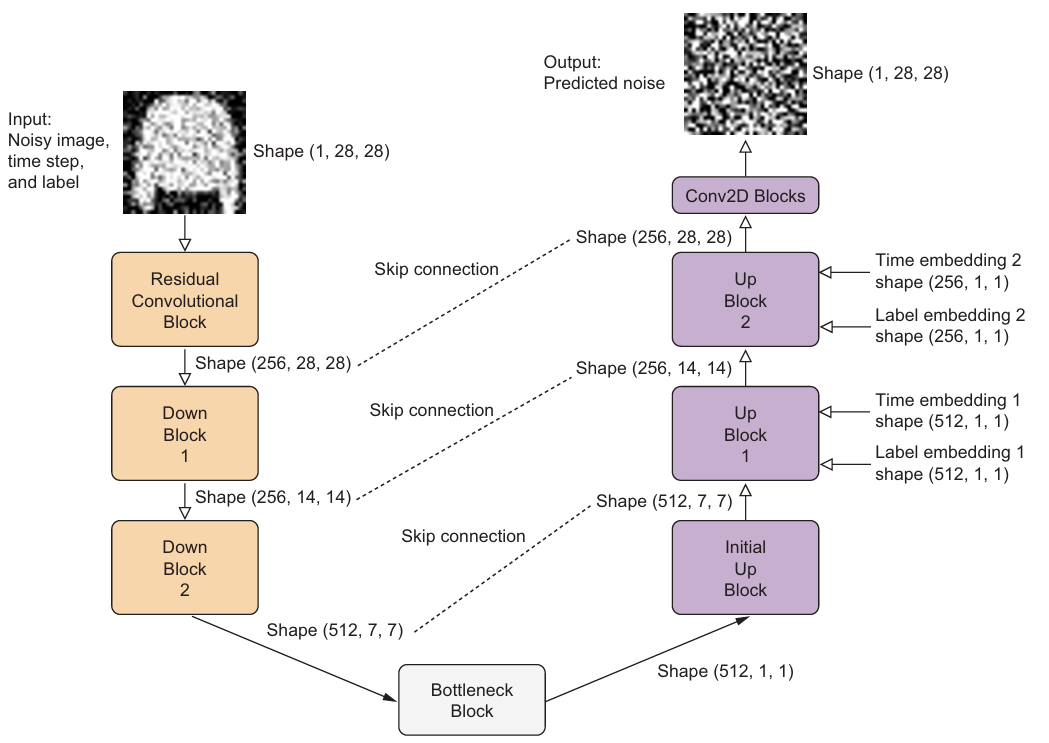 Input:
Noisy image,
time step,
and label
Shape (1, 28, 28)
Residual
Convolutional
Block
Shape (256, 28, 28)
Down
Block
1
Shape (256, 14, 14)
Down
Block
2
Shape (512, 7, 7)
Bottleneck
Block
Shape (512, 1, 1)
Initial
Up
Block
Shape (512, 7, 7)
Skip connection
Up
Block
1
Time embedding 1
shape (512, 1, 1)
Label embedding 1
shape (512, 1, 1)
Shape (256, 14, 14)
Skip connection
Up
Block
2
Time embedding 2
shape (256, 1, 1)
Label embedding 2
shape (256, 1, 1)
Shape (256, 28, 28)
Skip connection
Conv2D Blocks
Output:
Predicted noise
Shape (1, 28, 28)